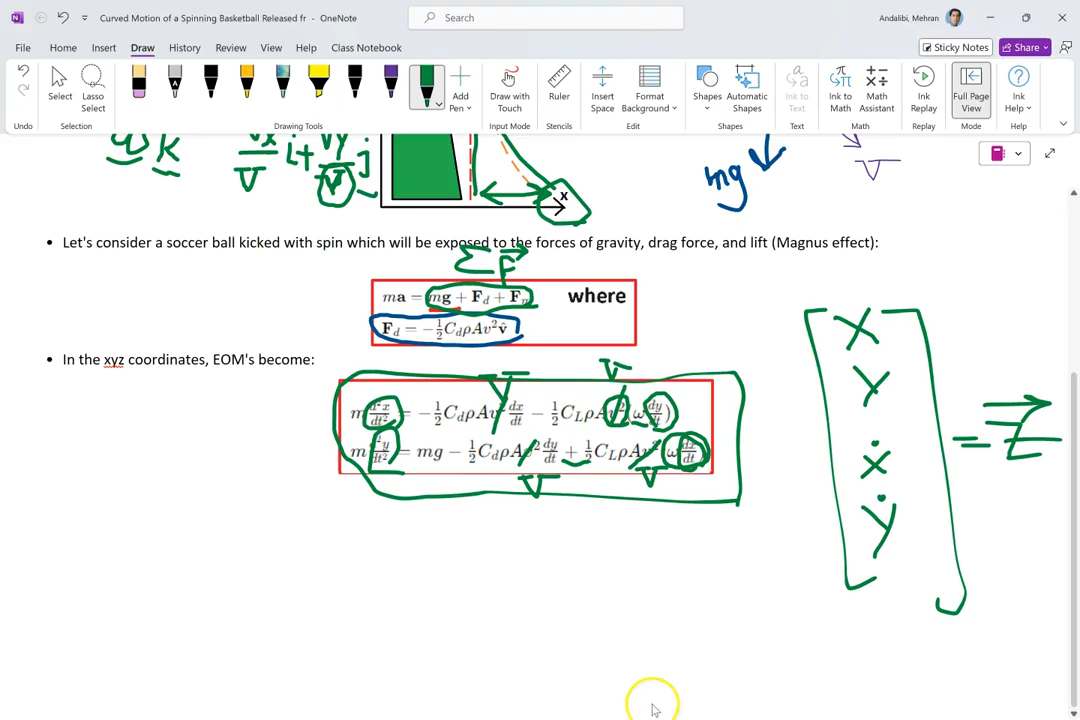 Curved Motion of a Spinning Basketball Released fr - OneNote
Search
Andalibi, Mehran
File Home Insert Draw History Review View Help Class Notebook
Sticky Notes Share
Select Lasso Select Add Pen Draw with Touch Ruler Insert Space Format Background Shapes Automatic Shapes Ink to Text Ink to Math Math Assistant Ink Replay Full Page View Ink Help
Undo Selection Drawing Tools Input Mode Stencils Edit Shapes Text Math Replay Mode Help
ω k Vx/V i + Vy/V j
x
mg
V
• Let's consider a soccer ball kicked with spin which will be exposed to the forces of gravity, drag force, and lift (Magnus effect):
Σ F
ma = mg + F_d + F_n where
F_d = −½C_dρAv²v̂
• In the xyz coordinates, EOM's become:
V V
m d²x/dt² = −½C_dρAv² dx/dt − ½C_LρAv²(ω dy/dt)
m d²y/dt² = mg − ½C_dρAv² dy/dt + ½C_LρAv²(ω dx/dt)
V V
X
Y
ẋ = Z
ẏ